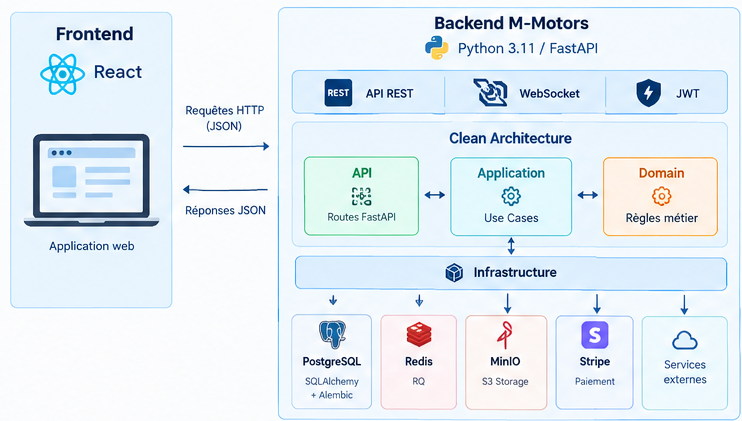 Frontend
React
Application web
Requêtes HTTP
(JSON)
Réponses JSON
Backend M-Motors
Python 3.11 / FastAPI
REST
API REST
WebSocket
JWT
Clean Architecture
API
Routes FastAPI
Application
Use Cases
Domain
Règles métier
Infrastructure
PostgreSQL
SQLAlchemy
+ Alembic
Redis
RQ
MinIO
S3 Storage
S
Stripe
Paiement
Services
externes